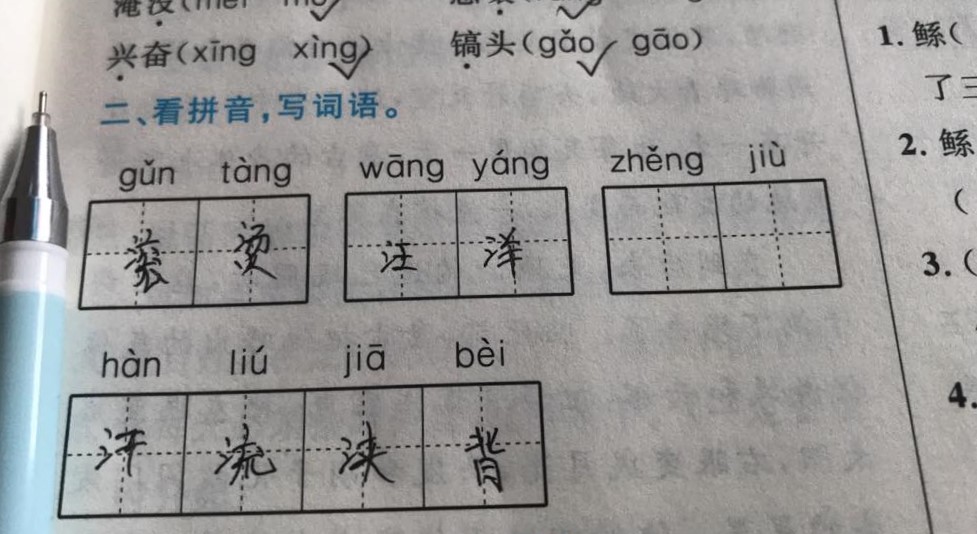 淹没(méi mò)
兴奋(xīng xìng) 镐头(gǎo gāo)
1. 鲧(
了三
二、看拼音,写词语。
2. 鲧
(
gǔn tàng wāng yáng zhěng jiù
滚 烫 汪 洋
3. (
hàn liú jiā bèi
4.
汗 流 浃 背